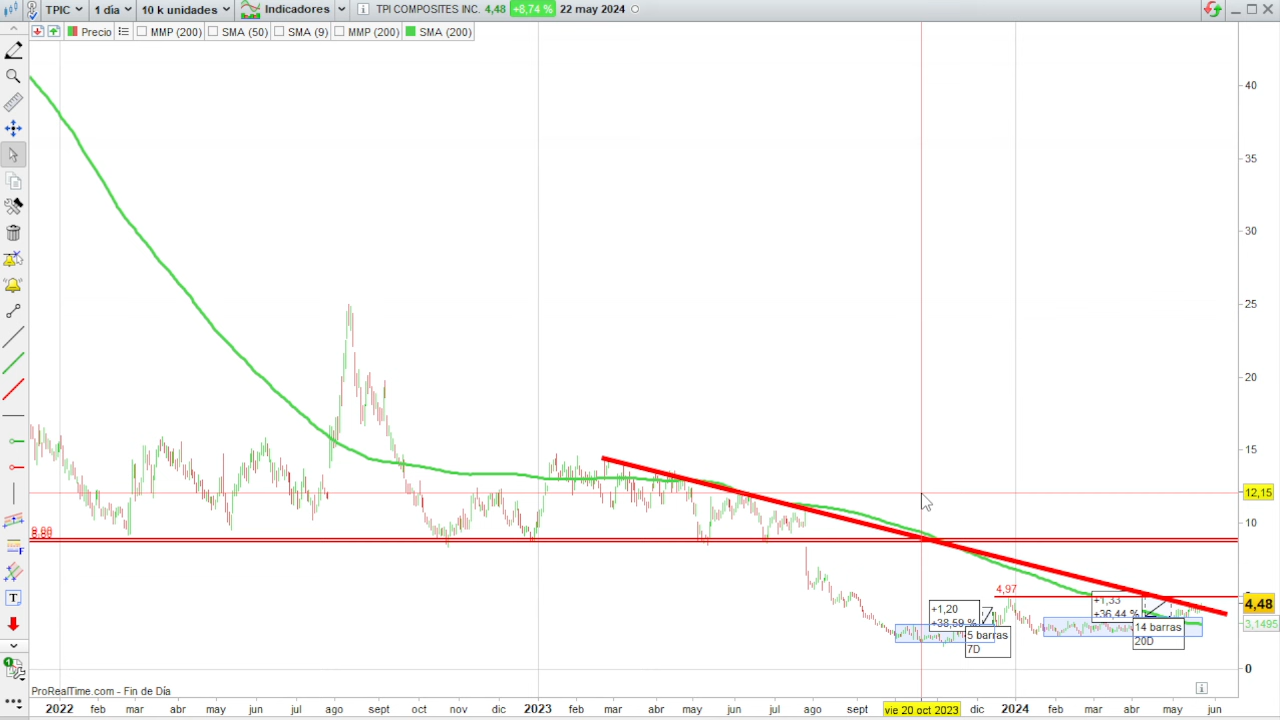 TPIC 1 día 10 k unidades Indicadores TPI COMPOSITES INC. 4,48 +8,74 % 22 may 2024
Precio MMP (200) SMA (50) SMA (9) MMP (200) SMA (200)
40
35
30
25
20
15
12,15
10
8.80
4,97
+1,20
+38,59 %
5 barras
7D
+1,33
+36,44 %
14 barras
20D
4,48
3,1495
0
ProRealTime.com - Fin de Día
2022 feb mar abr may jun jul ago sept oct nov dic 2023 feb mar abr may jun jul ago sept vie 20 oct 2023 dic 2024 feb mar abr may jun